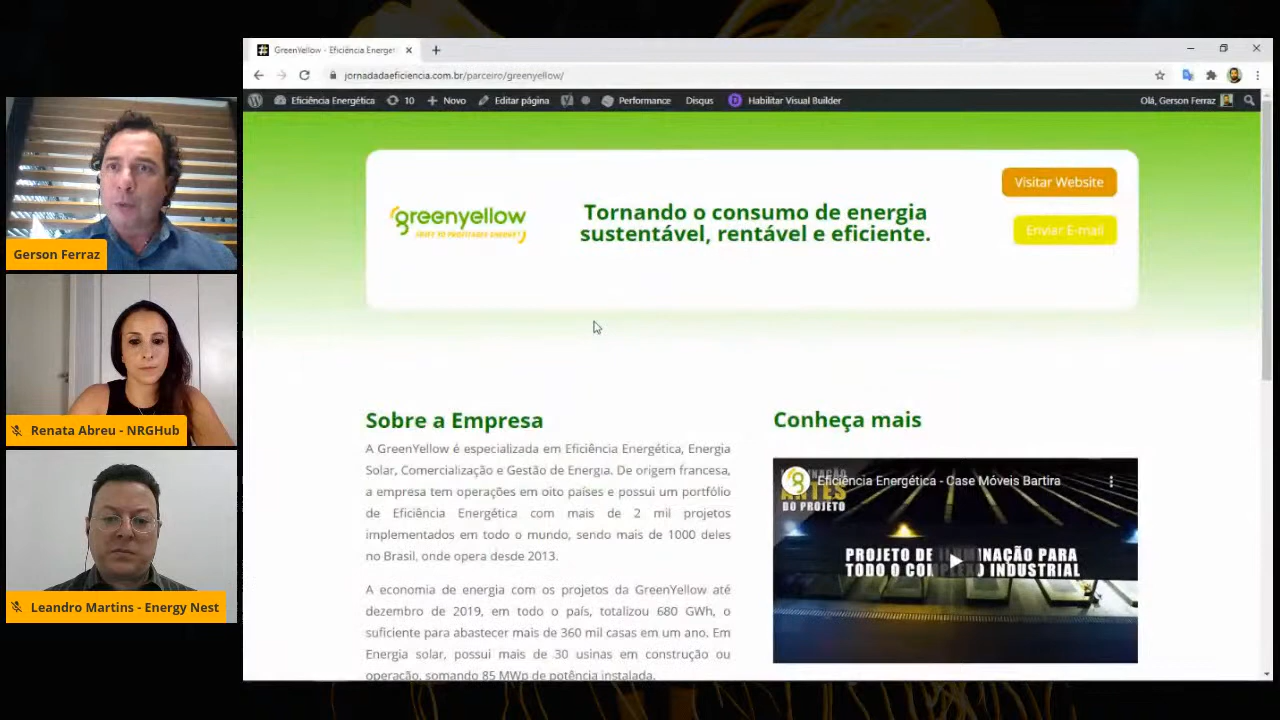 GreenYellow - Eficiência Energet
jornadadaeficiencia.com.br/parceiro/greenyellow/
Eficiência Energética 10 Novo Editar página Performance Disqus Habilitar Visual Builder Olá, Gerson Ferraz
Gerson Ferraz
Renata Abreu - NRGHub
Leandro Martins - Energy Nest
greenyellow
Tornando o consumo de energia
sustentável, rentável e eficiente.
Visitar Website
Enviar E-mail
Sobre a Empresa
A GreenYellow é especializada em Eficiência Energética, Energia
Solar, Comercialização e Gestão de Energia. De origem francesa,
a empresa tem operações em oito países e possui um portfólio
de Eficiência Energética com mais de 2 mil projetos
implementados em todo o mundo, sendo mais de 1000 deles
no Brasil, onde opera desde 2013.
A economia de energia com os projetos da GreenYellow até
dezembro de 2019, em todo o país, totalizou 680 GWh, o
suficiente para abastecer mais de 360 mil casas em um ano. Em
Energia solar, possui mais de 30 usinas em construção ou
operação, somando 85 MWp de potência instalada.
Conheça mais
Eficiência Energética - Case Móveis Bartira
DO PROJETO
PROJETO DE ILUMINAÇÃO PARA
TODO O COMPLEXO INDUSTRIAL